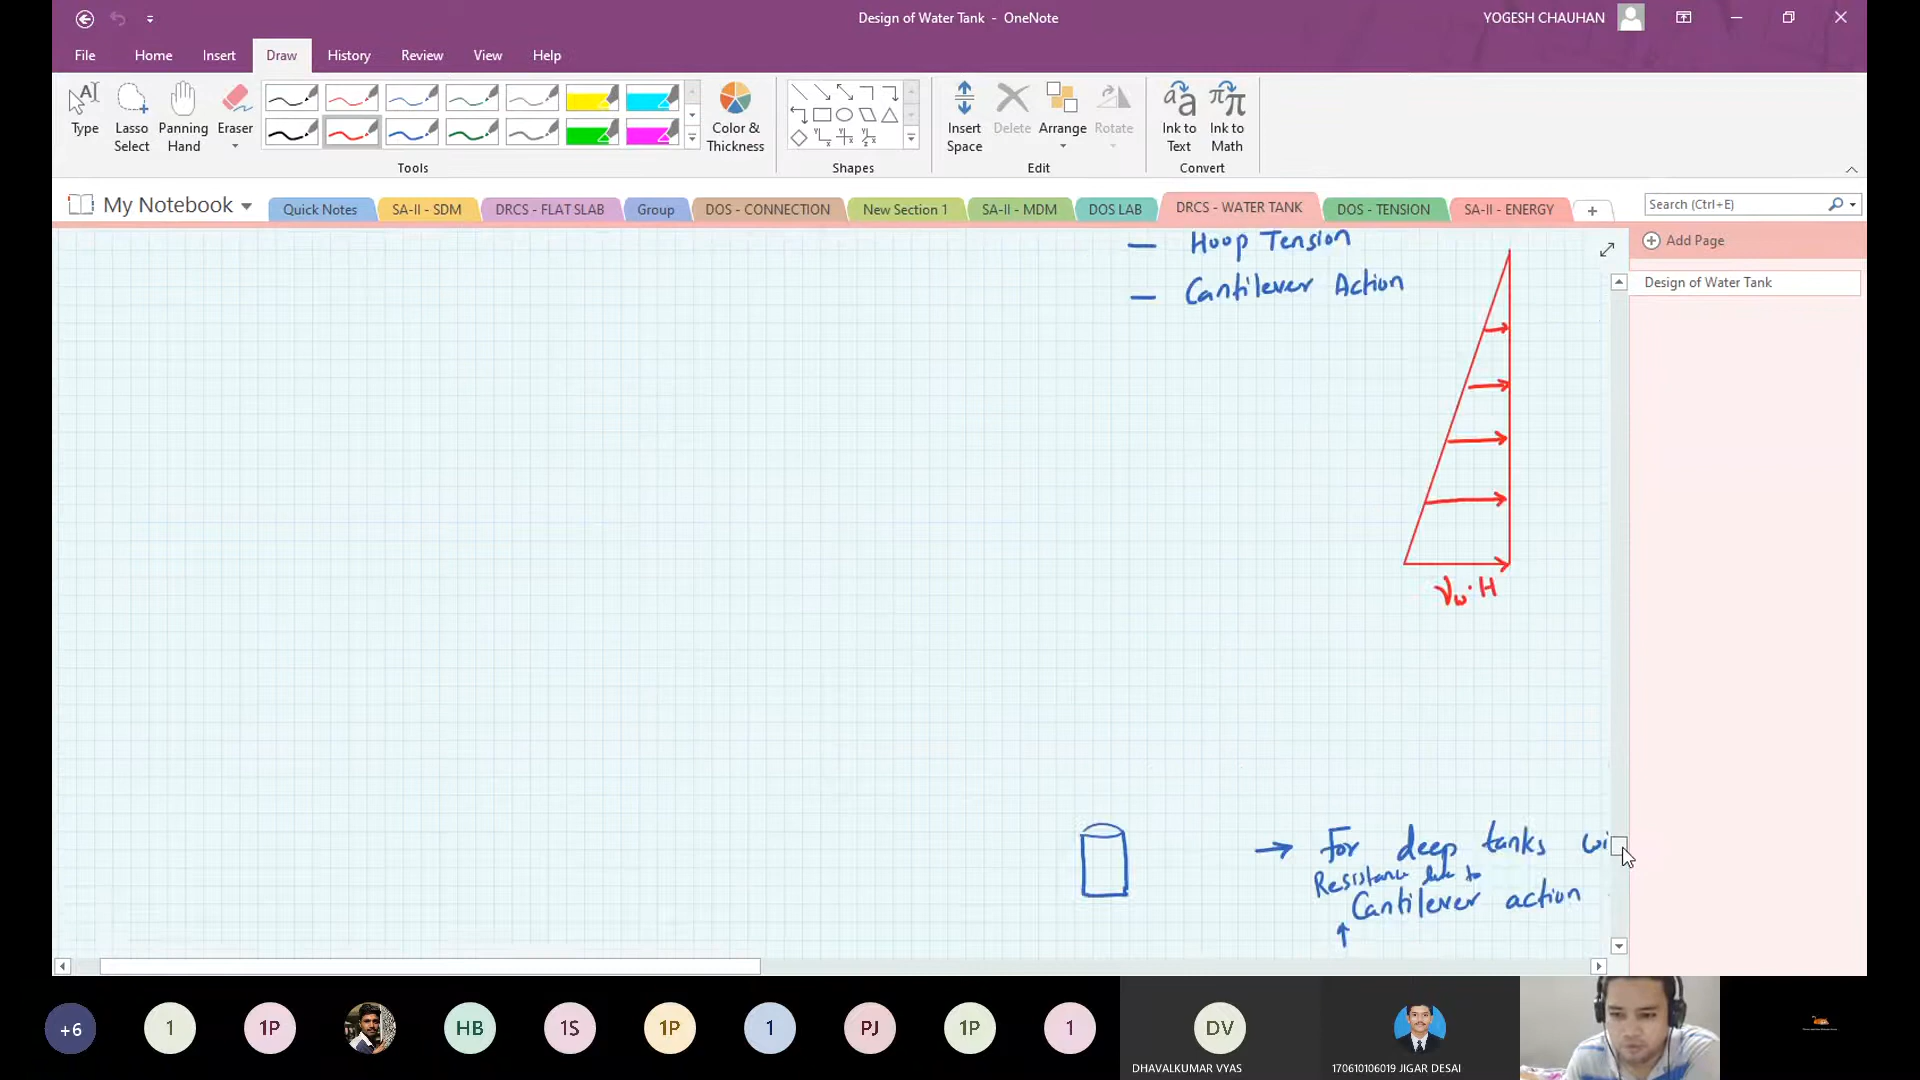 Design of Water Tank - OneNote
YOGESH CHAUHAN
File Home Insert Draw History Review View Help
Type
Lasso Select
Panning Hand
Eraser
Color & Thickness
Insert Space
Delete
Arrange
Rotate
Ink to Text
Ink to Math
Tools
Shapes
Edit
Convert
My Notebook
Quick Notes
SA-II - SDM
DRCS - FLAT SLAB
Group
DOS - CONNECTION
New Section 1
SA-II - MDM
DOS LAB
DRCS - WATER TANK
DOS - TENSION
SA-II - ENERGY
Search (Ctrl+E)
Add Page
Design of Water Tank
— Hoop Tension
— Cantilever Action
γw·H
→ For deep tanks wi
Resistance due to
Cantilever action
↑
+6
1
1P
HB
1S
1P
1
PJ
1P
1
DV
DHAVALKUMAR VYAS
170610106019 JIGAR DESAI